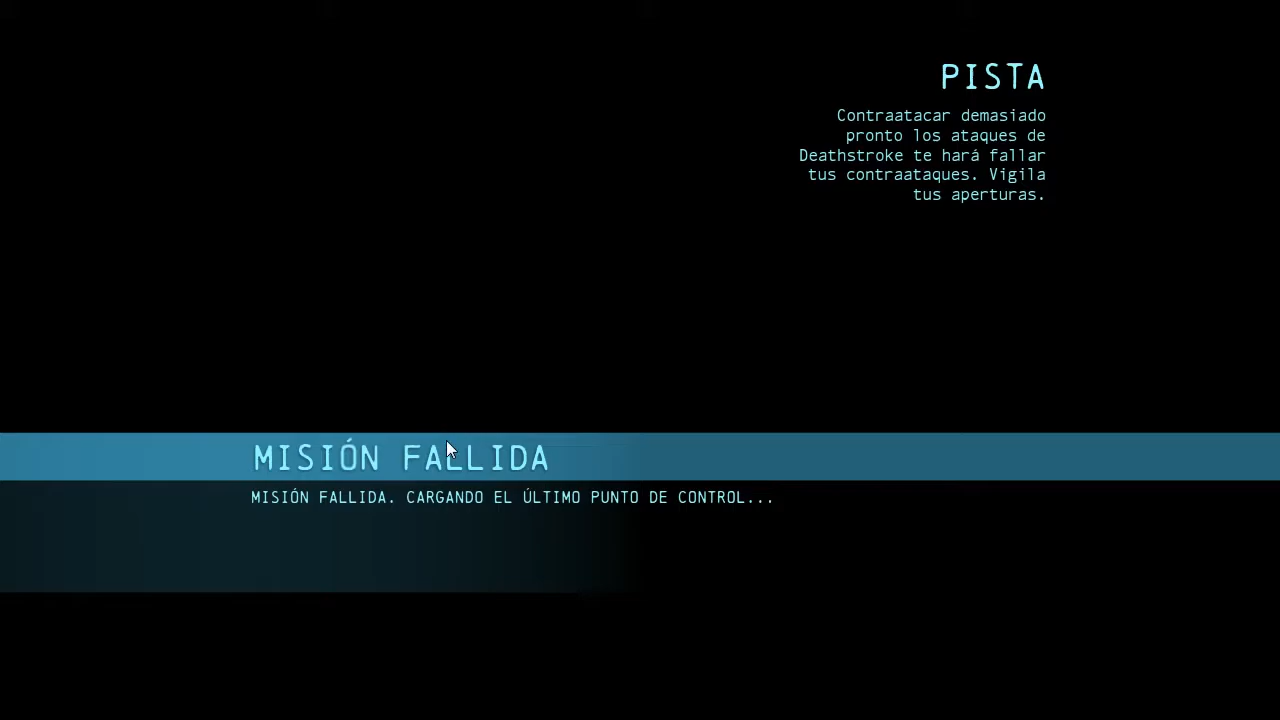 PISTA
Contraatacar demasiado
pronto los ataques de
Deathstroke te hará fallar
tus contraataques. Vigila
tus aperturas.
MISIÓN FALLIDA
MISIÓN FALLIDA. CARGANDO EL ÚLTIMO PUNTO DE CONTROL...